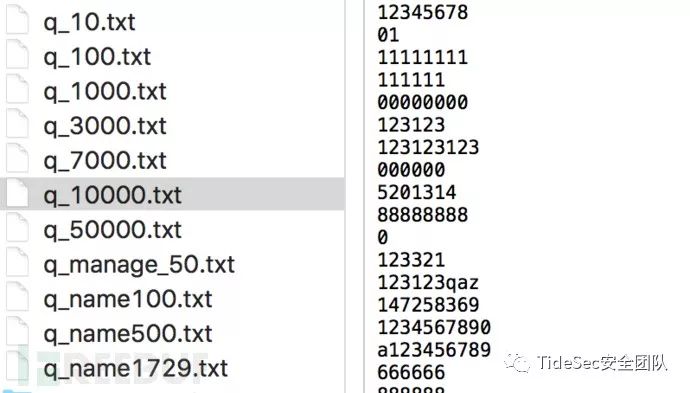 q_10.txt
q_100.txt
q_1000.txt
q_3000.txt
q_7000.txt
q_10000.txt
q_50000.txt
q_manage_50.txt
q_name100.txt
q_name500.txt
q_name1729.txt
12345678
01
11111111
111111
00000000
123123
123123123
000000
5201314
88888888
0
123321
123123qaz
147258369
1234567890
a123456789
666666
888888
TideSec安全团队